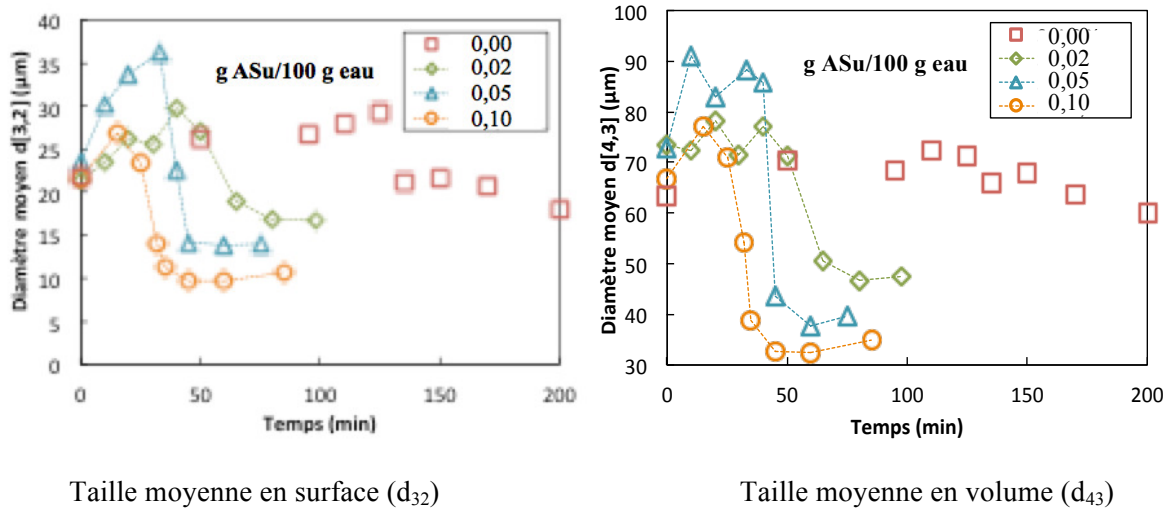 Diamètre moyen d[3,2] (µm)
40
35
30
25
20
15
10
5
0
g ASu/100 g eau
0,00
0,02
0,05
0,10
0 50 100 150 200
Temps (min)
Taille moyenne en surface (d32)
Diamètre moyen d[4,3] (µm)
100
90
80
70
60
50
40
30
g ASu/100 g eau
0,00
0,02
0,05
0,10
0 50 100 150 200
Temps (min)
Taille moyenne en volume (d43)